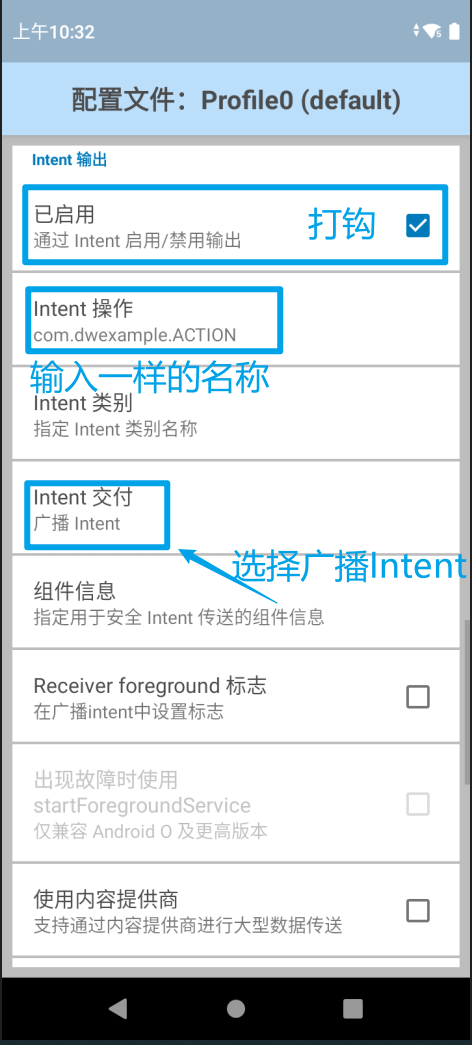 上午10:32
配置文件：Profile0 (default)
Intent 输出
已启用
打钩
通过 Intent 启用/禁用输出
Intent 操作
com.dwexample.ACTION
输入一样的名称
Intent 类别
指定 Intent 类别名称
Intent 交付
广播 Intent
选择广播Intent
组件信息
指定用于安全 Intent 传送的组件信息
Receiver foreground 标志
在广播intent中设置标志
出现故障时使用
startForegroundService
仅兼容 Android O 及更高版本
使用内容提供商
支持通过内容提供商进行大型数据传送